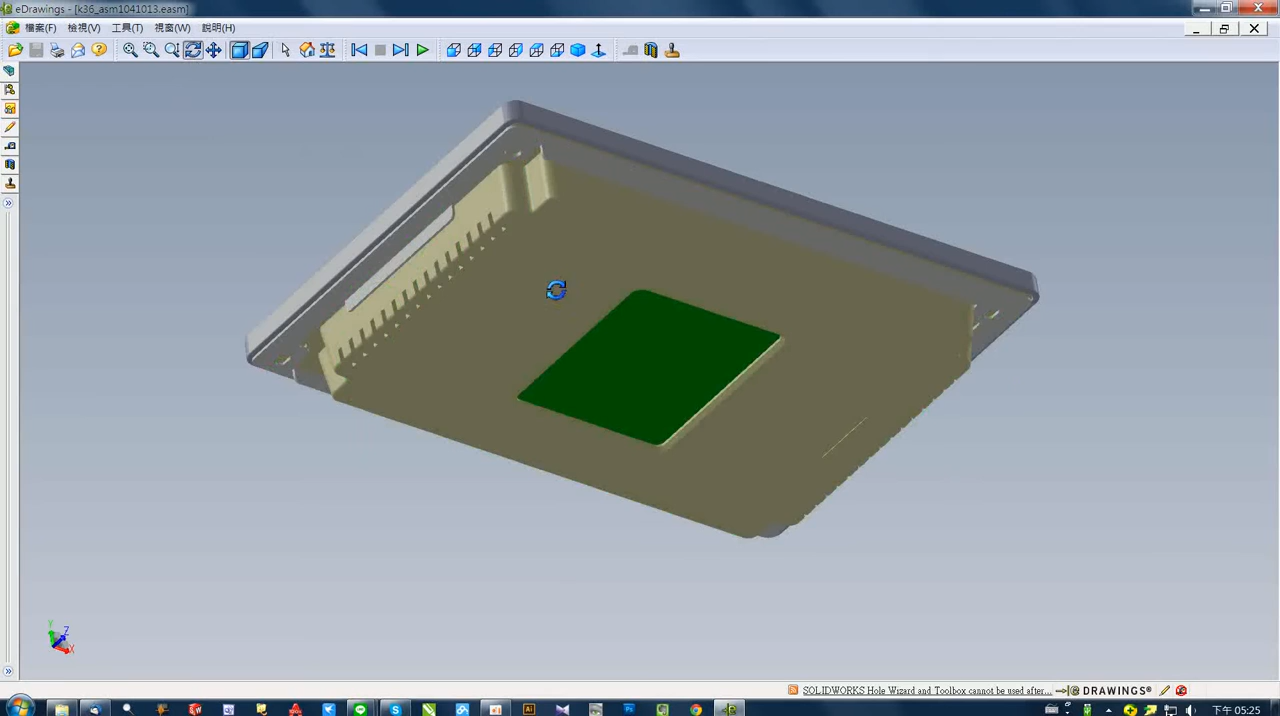 eDrawings - [k36_asm1041013.easm]
檔案(F) 檢視(V) 工具(T) 視窗(W) 說明(H)
Y
Z
X
SOLIDWORKS Hole Wizard and Toolbox cannot be used after...
DRAWINGS®
下午 05:25